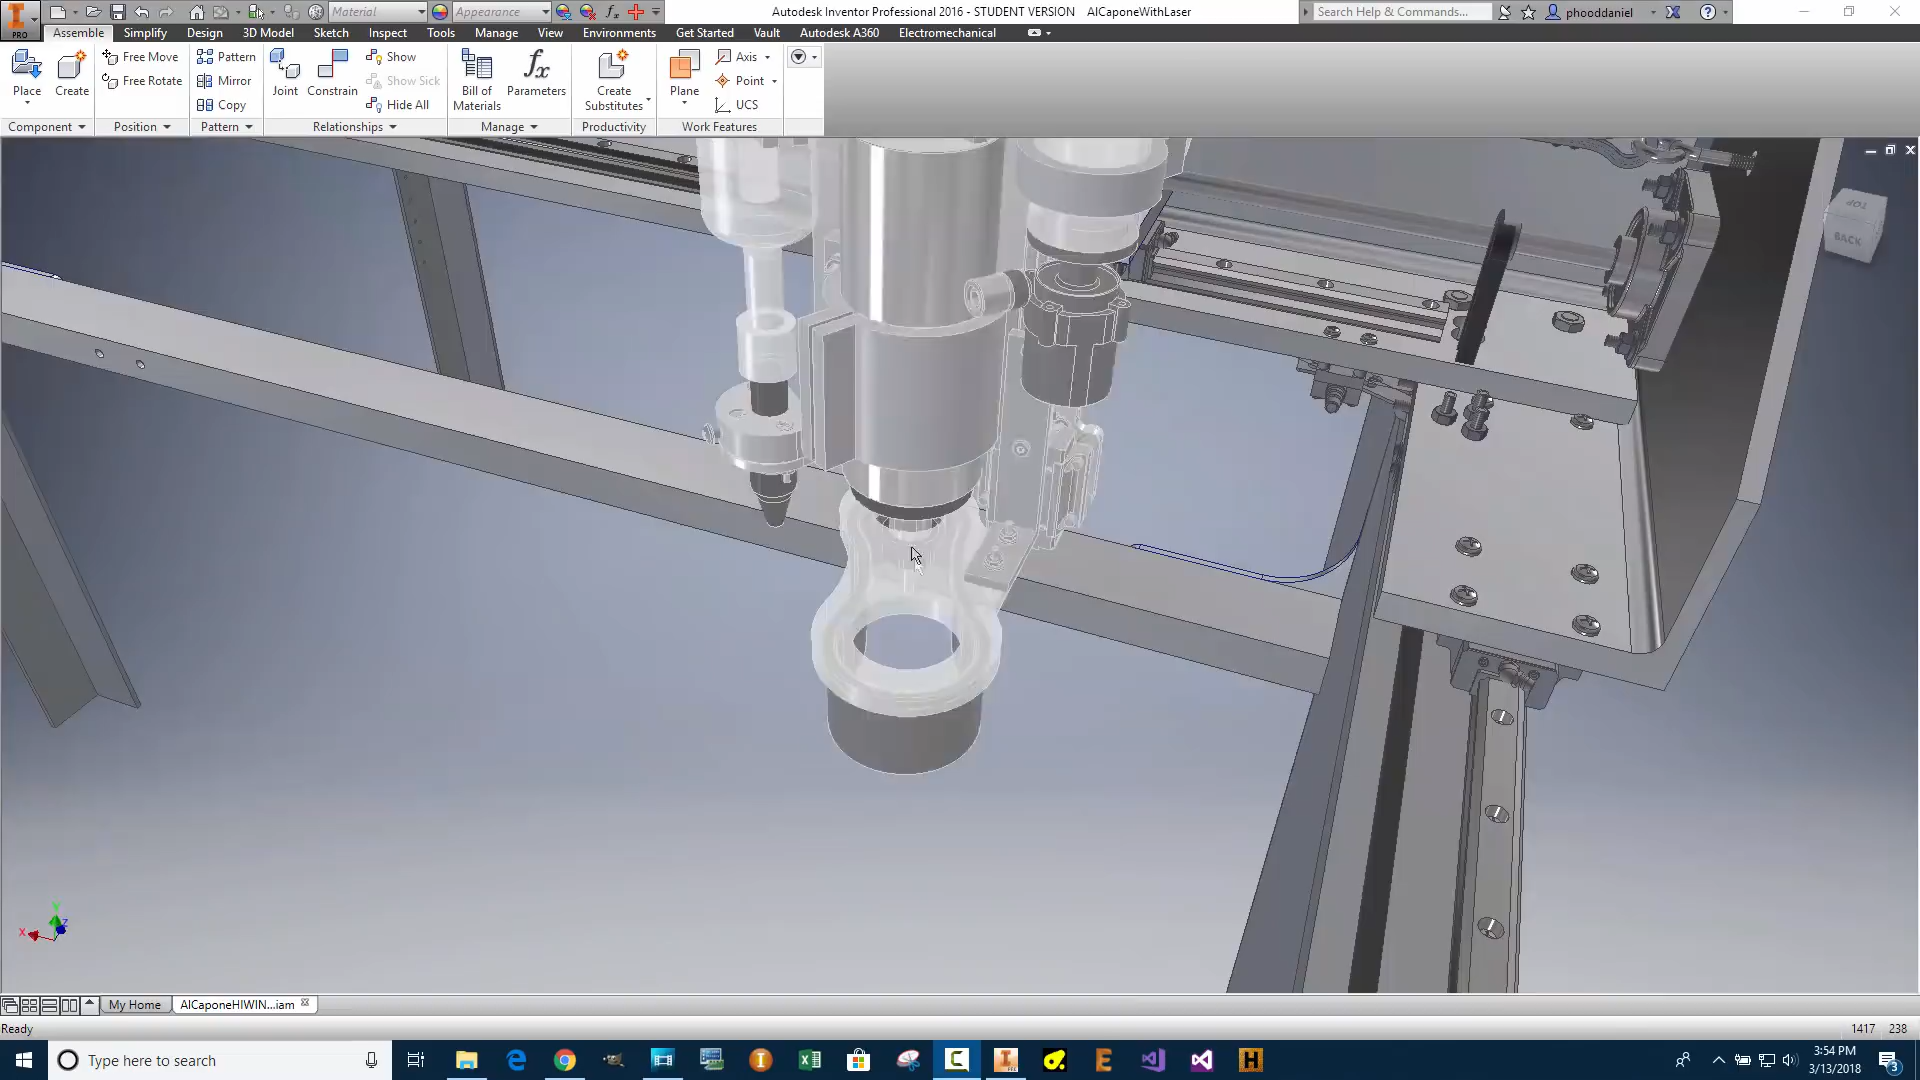 Material
Appearance
Autodesk Inventor Professional 2016 - STUDENT VERSION AlCaponeWithLaser
Search Help & Commands...
phooddaniel
PRO
Assemble Simplify Design 3D Model Sketch Inspect Tools Manage View Environments Get Started Vault Autodesk A360 Electromechanical
Place
Create
Free Move
Free Rotate
Pattern
Mirror
Copy
Joint
Constrain
Show
Show Sick
Hide All
Bill of
Materials
Parameters
Create
Substitutes
Plane
Axis
Point
UCS
Component Position Pattern Relationships Manage Productivity Work Features
TOP
BACK
Y
Z
X
My Home AlCaponeHIWIN...iam
Ready
1417 238
Type here to search
3:54 PM
3/13/2018
3